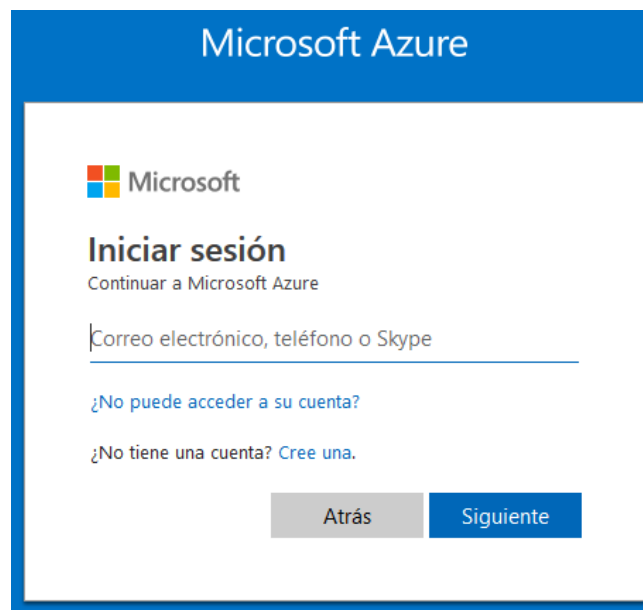 Microsoft Azure
Microsoft
Iniciar sesión
Continuar a Microsoft Azure
Correo electrónico, teléfono o Skype
¿No puede acceder a su cuenta?
¿No tiene una cuenta? Cree una.
Atrás Siguiente